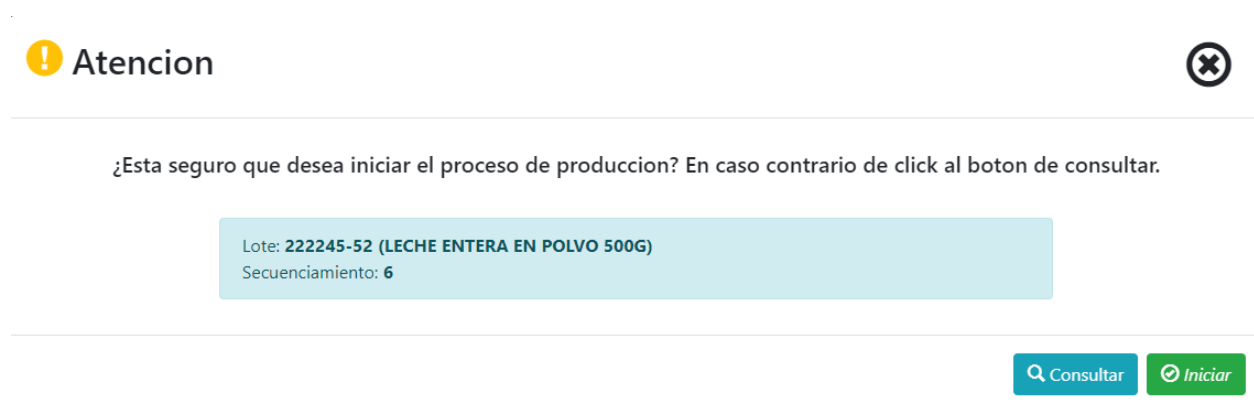 Atencion
¿Esta seguro que desea iniciar el proceso de produccion? En caso contrario de click al boton de consultar.
Lote: 222245-52 (LECHE ENTERA EN POLVO 500G)
Secuenciamiento: 6
Consultar Iniciar